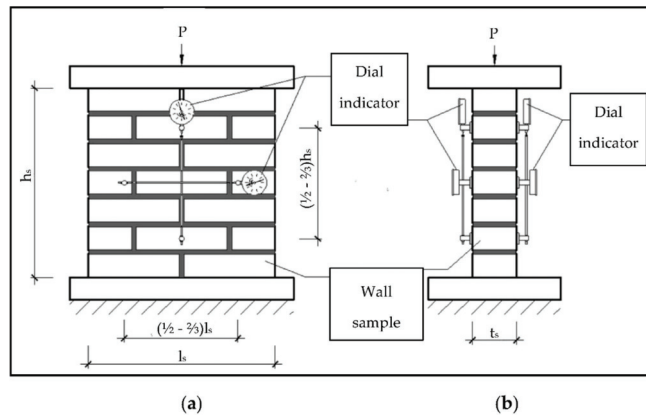 P
P
Dial
indicator
Dial
indicator
hₛ
(½ - ⅔)hₛ
Wall
sample
(½ - ⅔)lₛ
lₛ
tₛ
(a)
(b)